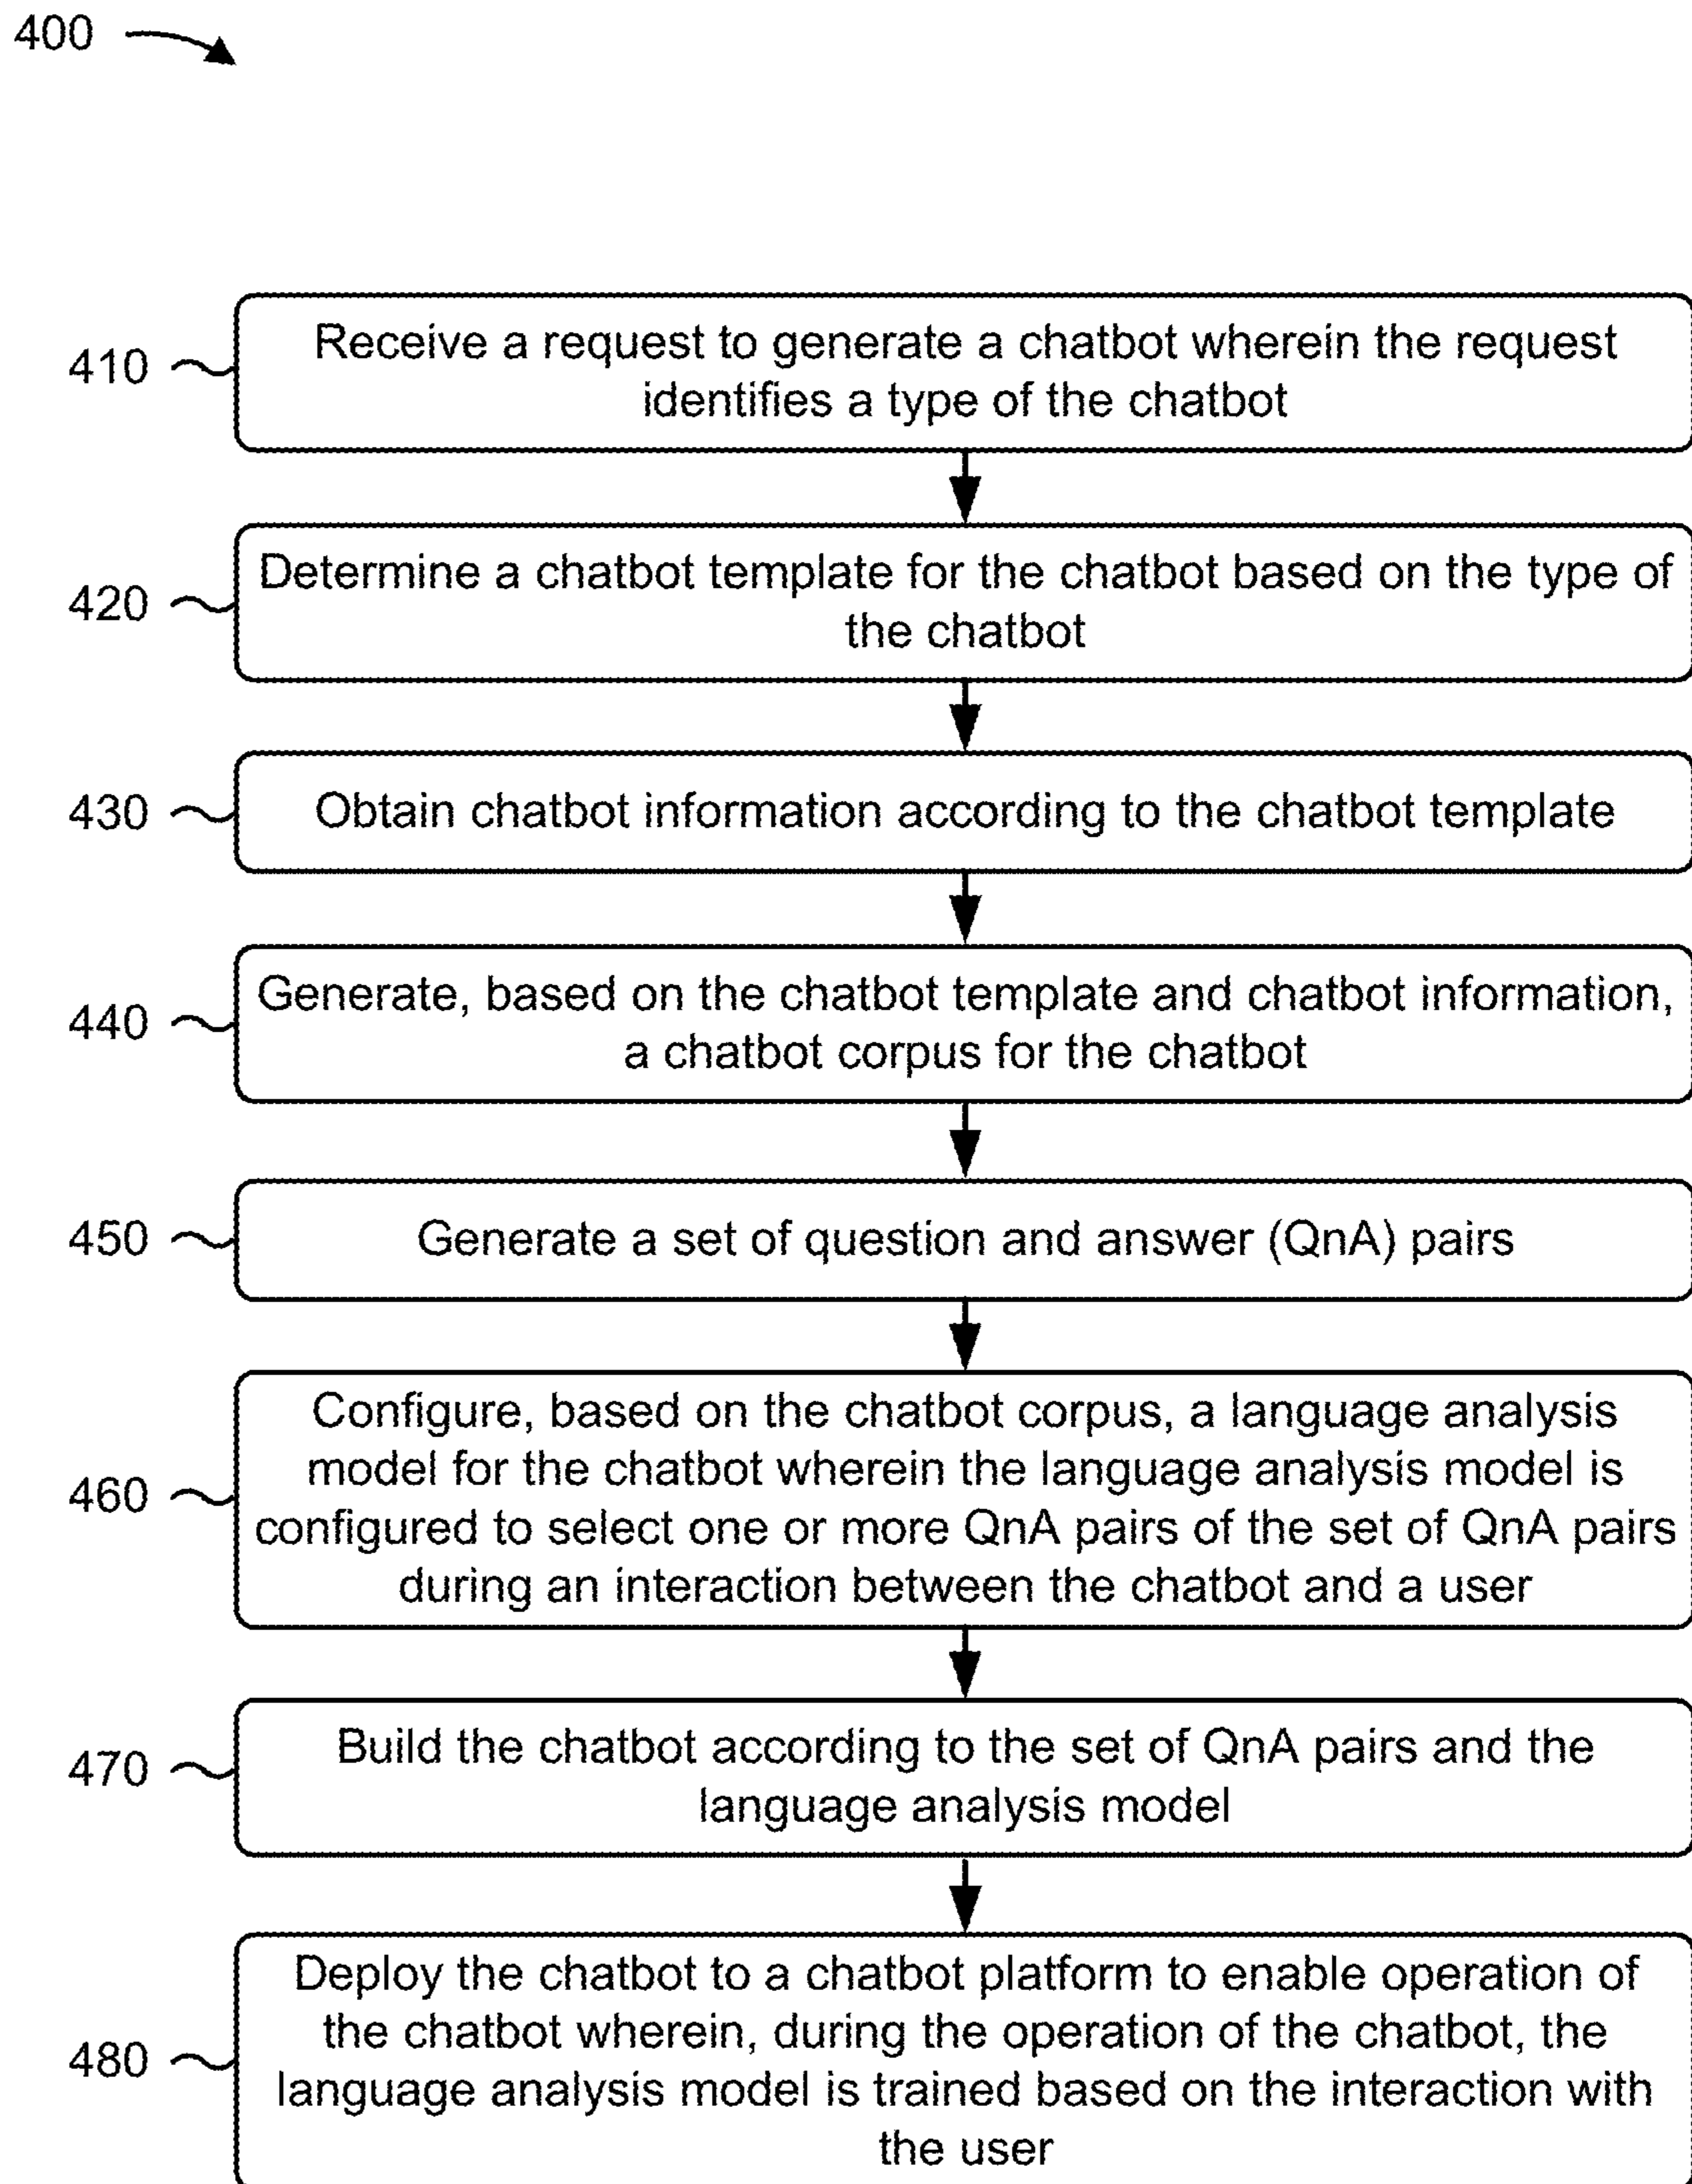 400
410
Receive a request to generate a chatbot wherein the request
identifies a type of the chatbot
420
Determine a chatbot template for the chatbot based on the type of
the chatbot
430
Obtain chatbot information according to the chatbot template
440
Generate, based on the chatbot template and chatbot information,
a chatbot corpus for the chatbot
450
Generate a set of question and answer (QnA) pairs
460
Configure, based on the chatbot corpus, a language analysis
model for the chatbot wherein the language analysis model is
configured to select one or more QnA pairs of the set of QnA pairs
during an interaction between the chatbot and a user
470
Build the chatbot according to the set of QnA pairs and the
language analysis model
480
Deploy the chatbot to a chatbot platform to enable operation of
the chatbot wherein, during the operation of the chatbot, the
language analysis model is trained based on the interaction with
the user